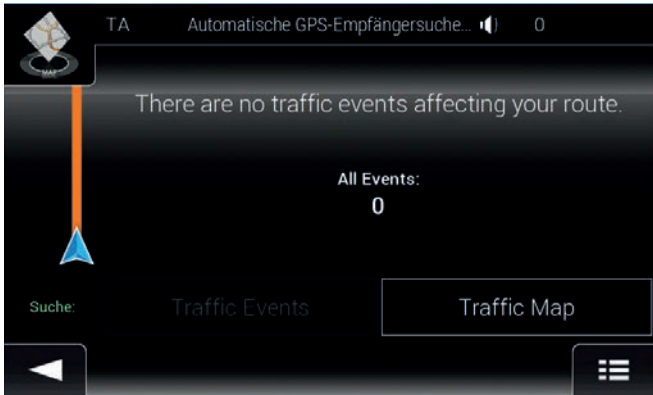 TA Automatische GPS-Empfängersuche... 0
MAP
There are no traffic events affecting your route.
All Events:
0
Suche: Traffic Events Traffic Map